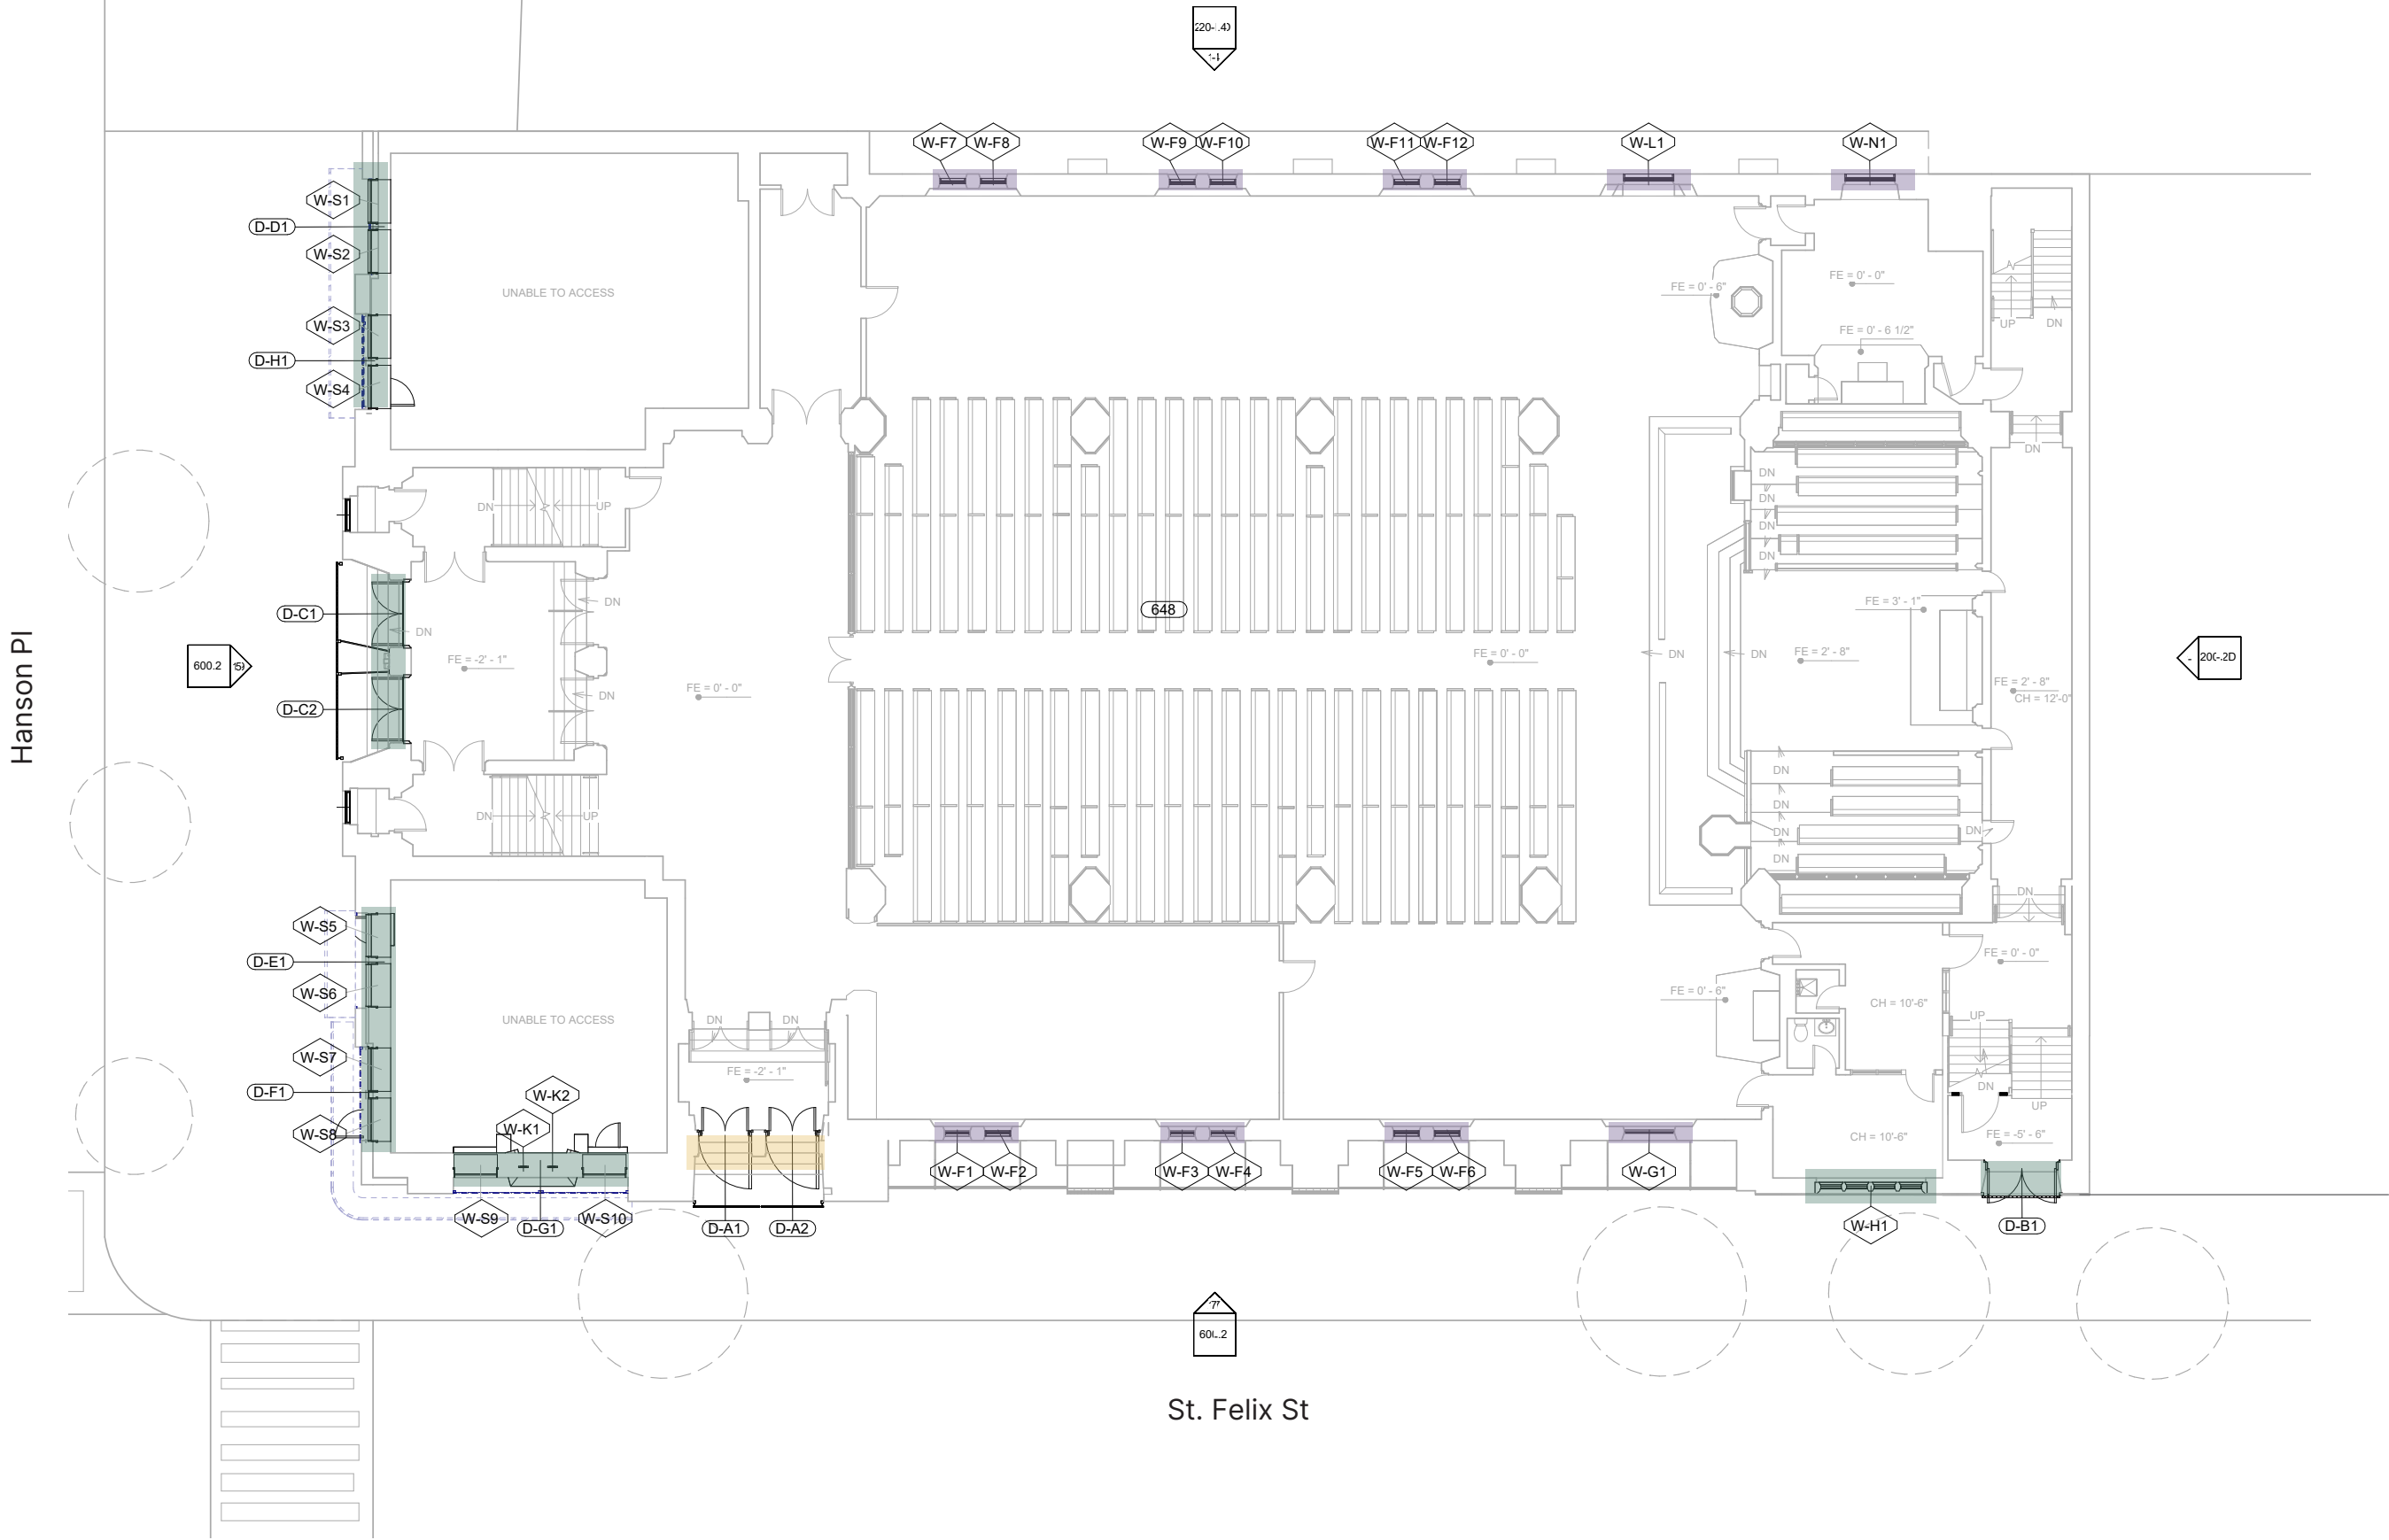 W-F7
W-F8
W-F9
W-F10
W-F11
W-F12
W-L1
W-N1
W-S1
D-D1
W-S2
W-S3
D-H1
W-S4
UNABLE TO ACCESS
FE = 0' - 6"
FE = 0' - 0"
FE = 0' - 6 1/2"
UP
DN
DN
DN
UP
DN
DN
DN
DN
D-C1
DN
DN
FE = -2' - 1"
D-C2
DN
FE = 0' - 0"
648
FE = 0' - 0"
DN
DN
FE = 3' - 1"
FE = 2' - 8"
FE = 2' - 8"
CH = 12'-0"
600.2
Hanson Pl
DN
UP
DN
DN
DN
DN
DN
DN
W-S5
D-E1
W-S6
W-S7
D-F1
W-S8
UNABLE TO ACCESS
W-K2
W-K1
DN
DN
FE = -2' - 1"
FE = 0' - 6"
FE = 0' - 0"
CH = 10'-6"
UP
DN
UP
CH = 10'-6"
FE = -5' - 6"
W-S9
D-G1
W-S10
D-A1
D-A2
W-F1
W-F2
W-F3
W-F4
W-F5
W-F6
W-G1
W-H1
D-B1
St. Felix St